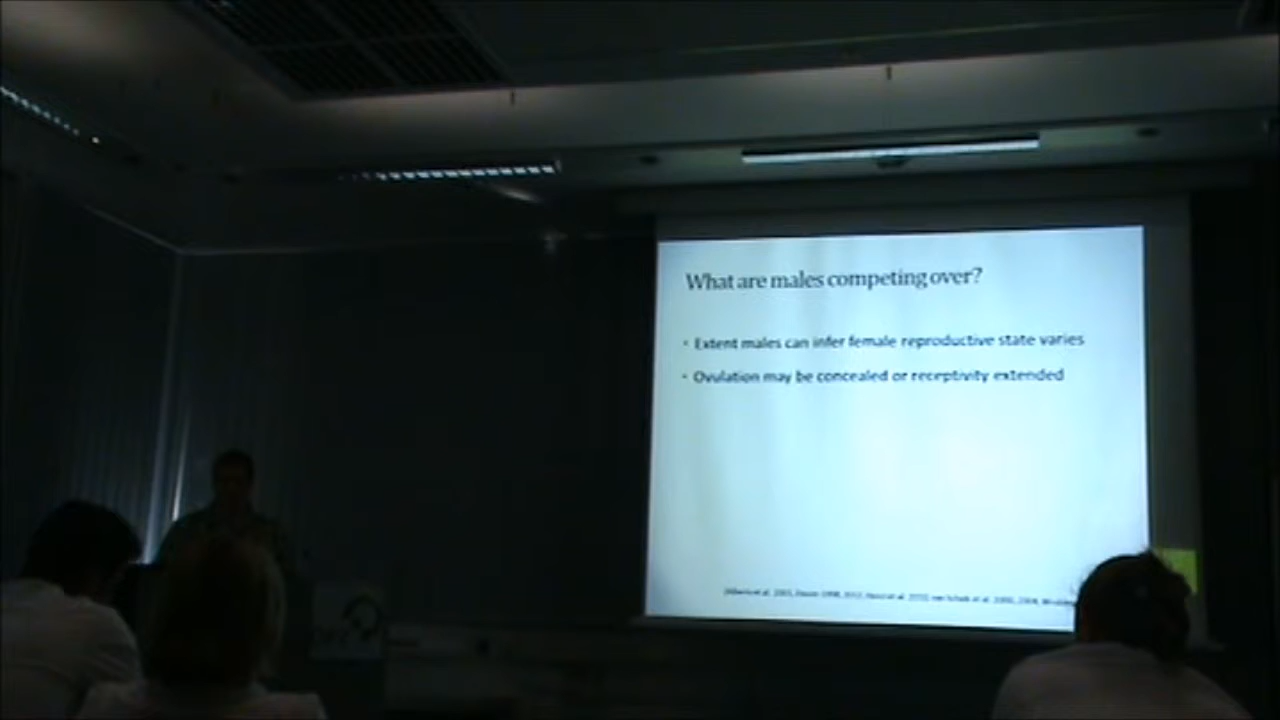 What are males competing over?
• Extent males can infer female reproductive state varies
• Ovulation may be concealed or receptivity extended